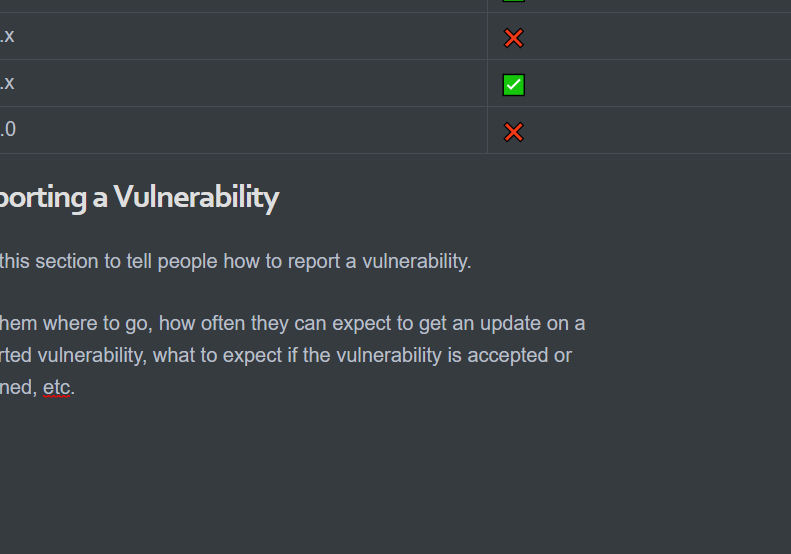 .x ❌
.x ✅
.0 ❌
porting a Vulnerability
this section to tell people how to report a vulnerability.
hem where to go, how often they can expect to get an update on a
rted vulnerability, what to expect if the vulnerability is accepted or
ned, etc.